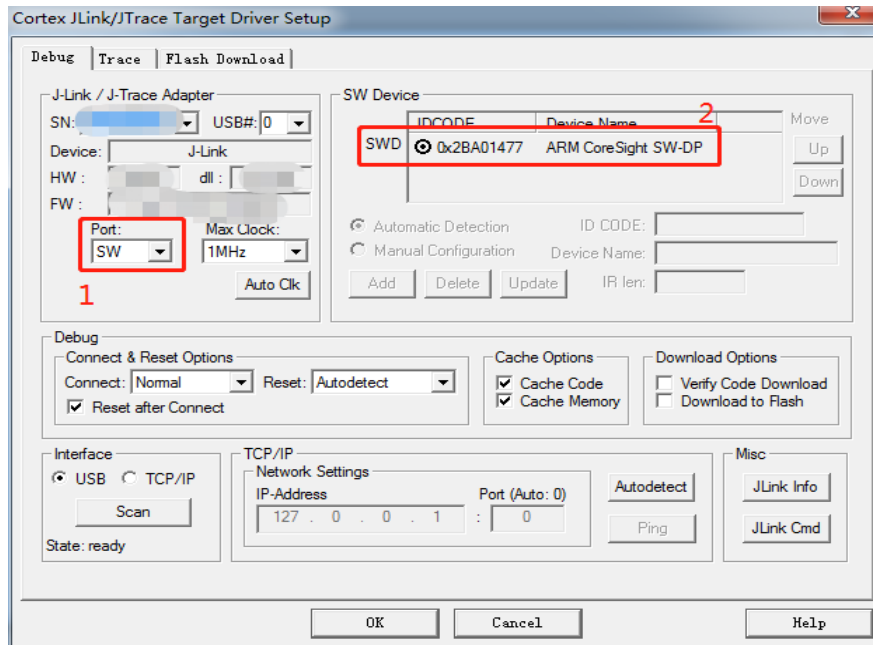 Cortex JLink/JTrace Target Driver Setup
Debug Trace Flash Download
J-Link / J-Trace Adapter
SN: USB#: 0
Device: J-Link
HW : dll :
FW :
Port: Max Clock:
SW 1MHz
1
Auto Clk
SW Device
2
IDCODE Device Name
SWD 0x2BA01477 ARM CoreSight SW-DP
Move
Up
Down
Automatic Detection ID CODE:
Manual Configuration Device Name:
Add Delete Update IR len:
Debug
Connect & Reset Options
Connect: Normal Reset: Autodetect
Reset after Connect
Cache Options
Cache Code
Cache Memory
Download Options
Verify Code Download
Download to Flash
Interface
USB TCP/IP
Scan
State: ready
TCP/IP
Network Settings
IP-Address Port (Auto: 0)
127 . 0 . 0 . 1 : 0
Autodetect
Ping
Misc
JLink Info
JLink Cmd
OK Cancel Help